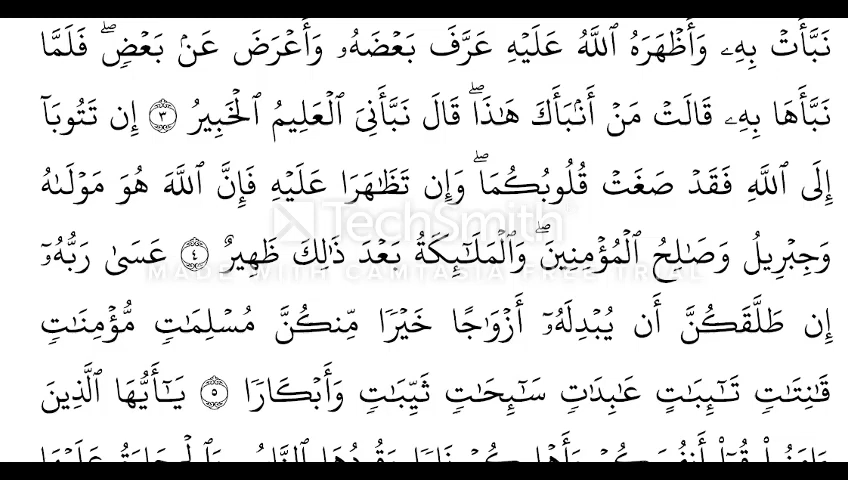 نَبَّأَتْ بِهِۦ وَأَظْهَرَهُ ٱللَّهُ عَلَيْهِ عَرَّفَ بَعْضَهُۥ وَأَعْرَضَ عَنۢ بَعْضٖۖ فَلَمَّا
نَبَّأَهَا بِهِۦ قَالَتْ مَنْ أَنۢبَأَكَ هَٰذَاۖ قَالَ نَبَّأَنِيَ ٱلْعَلِيمُ ٱلْخَبِيرُ ٣ إِن تَتُوبَآ
إِلَى ٱللَّهِ فَقَدْ صَغَتْ قُلُوبُكُمَاۖ وَإِن تَظَٰهَرَا عَلَيْهِ فَإِنَّ ٱللَّهَ هُوَ مَوْلَىٰهُ
TechSmith
وَجِبْرِيلُ وَصَٰلِحُ ٱلْمُؤْمِنِينَۖ وَٱلْمَلَٰٓئِكَةُ بَعْدَ ذَٰلِكَ ظَهِيرٌ ٤ عَسَىٰ رَبُّهُۥٓ
MADE WITH CAMTASIA FREE TRIAL
إِن طَلَّقَكُنَّ أَن يُبْدِلَهُۥٓ أَزْوَٰجًا خَيْرٗا مِّنكُنَّ مُسْلِمَٰتٖ مُّؤْمِنَٰتٖ
قَٰنِتَٰتٖ تَٰٓئِبَٰتٍ عَٰبِدَٰتٖ سَٰٓئِحَٰتٖ ثَيِّبَٰتٖ وَأَبْكَارٗا ٥ يَٰٓأَيُّهَا ٱلَّذِينَ